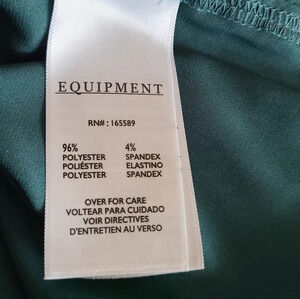 EQUIPMENT
RN#: 165589
96% 4%
POLYESTER SPANDEX
POLIÉSTER ELASTINO
POLYESTER SPANDEX
OVER FOR CARE
VOLTEAR PARA CUIDADO
VOIR DIRECTIVES
D'ENTRETIEN AU VERSO